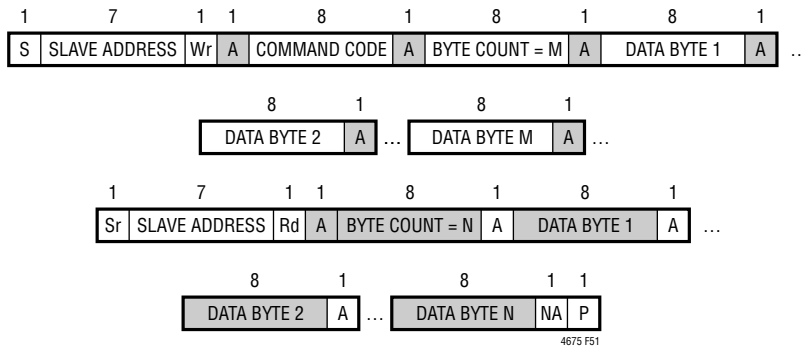 1 7 1 1 8 1 8 1 8 1
S SLAVE ADDRESS Wr A COMMAND CODE A BYTE COUNT = M A DATA BYTE 1 A …
8 1 8 1
DATA BYTE 2 A … DATA BYTE M A …
1 7 1 1 8 1 8 1
Sr SLAVE ADDRESS Rd A BYTE COUNT = N A DATA BYTE 1 A …
8 1 8 1 1
DATA BYTE 2 A … DATA BYTE N NA P
4675 F51